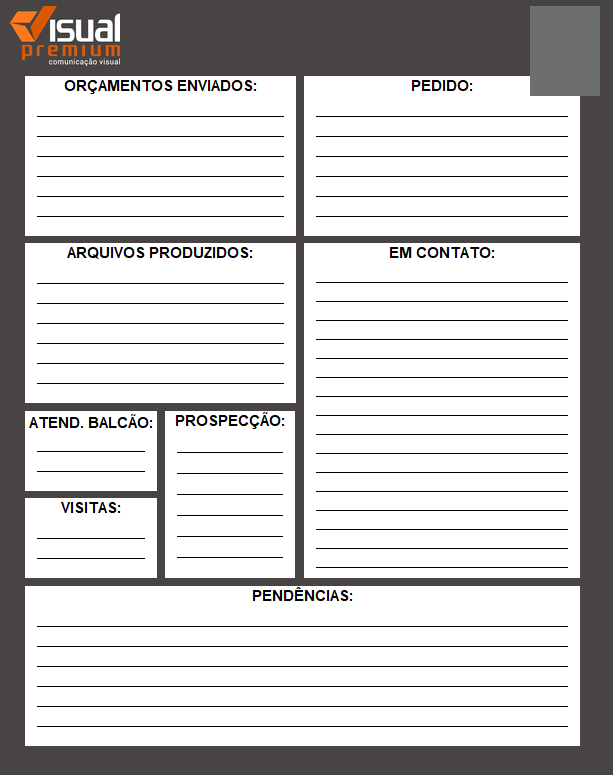 Visual
premium
comunicação visual
ORÇAMENTOS ENVIADOS:
PEDIDO:
ARQUIVOS PRODUZIDOS:
EM CONTATO:
ATEND. BALCÃO:
PROSPECÇÃO:
VISITAS:
PENDÊNCIAS: